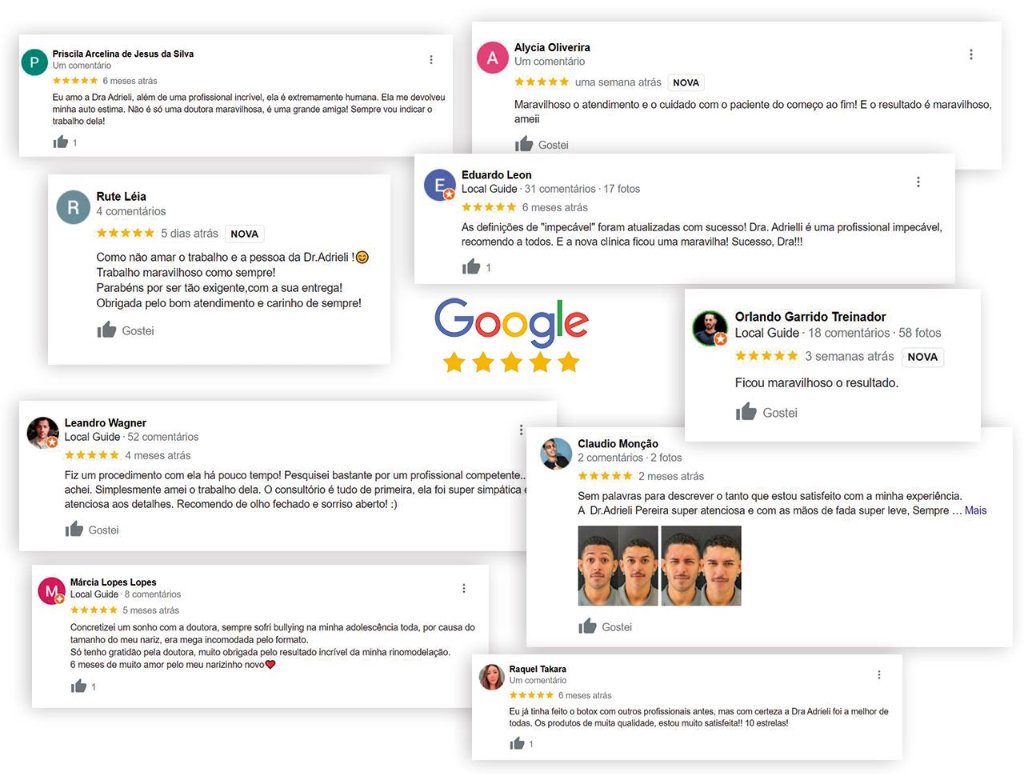 P
Priscila Arcelina de Jesus da Silva
Um comentário
6 meses atrás
Eu amo a Dra Adrieli, além de uma profissional incrível, ela é extremamente humana. Ela me devolveu
minha auto estima. Não é só uma doutora maravilhosa, é uma grande amiga! Sempre vou indicar o
trabalho dela!
1
A
Alycia Oliverira
Um comentário
uma semana atrás NOVA
Maravilhoso o atendimento e o cuidado com o paciente do começo ao fim! E o resultado é maravilhoso,
ameii
Gostei
R
Rute Léia
4 comentários
5 dias atrás NOVA
Como não amar o trabalho e a pessoa da Dr.Adrieli !😊
Trabalho maravilhoso como sempre!
Parabéns por ser tão exigente,com a sua entrega!
Obrigada pelo bom atendimento e carinho de sempre!
Gostei
E
Eduardo Leon
Local Guide · 31 comentários · 17 fotos
6 meses atrás
As definições de "impecável" foram atualizadas com sucesso! Dra. Adrielli é uma profissional impecável,
recomendo a todos. E a nova clínica ficou uma maravilha! Sucesso, Dra!!!
1
Google
Orlando Garrido Treinador
Local Guide · 18 comentários · 58 fotos
3 semanas atrás NOVA
Ficou maravilhoso o resultado.
Gostei
Leandro Wagner
Local Guide · 52 comentários
4 meses atrás
Fiz um procedimento com ela há pouco tempo! Pesquisei bastante por um profissional competente..
achei. Simplesmente amei o trabalho dela. O consultório é tudo de primeira, ela foi super simpática e
atenciosa aos detalhes. Recomendo de olho fechado e sorriso aberto! :)
Gostei
Claudio Monção
2 comentários · 2 fotos
2 meses atrás
Sem palavras para descrever o tanto que estou satisfeito com a minha experiência.
A Dr.Adrieli Pereira super atenciosa e com as mãos de fada super leve, Sempre … Mais
Gostei
M
Márcia Lopes Lopes
Local Guide · 8 comentários
5 meses atrás
Concretizei um sonho com a doutora, sempre sofri bullying na minha adolescência toda, por causa do
tamanho do meu nariz, era mega incomodada pelo formato.
Só tenho gratidão pela doutora, muito obrigada pelo resultado incrível da minha rinomodelação.
6 meses de muito amor pelo meu narizinho novo❤
1
Raquel Takara
Um comentário
6 meses atrás
Eu já tinha feito o botox com outros profissionais antes, mas com certeza a Dra Adrieli foi a melhor de
todas. Os produtos de muita qualidade, estou muito satisfeita!! 10 estrelas!
1